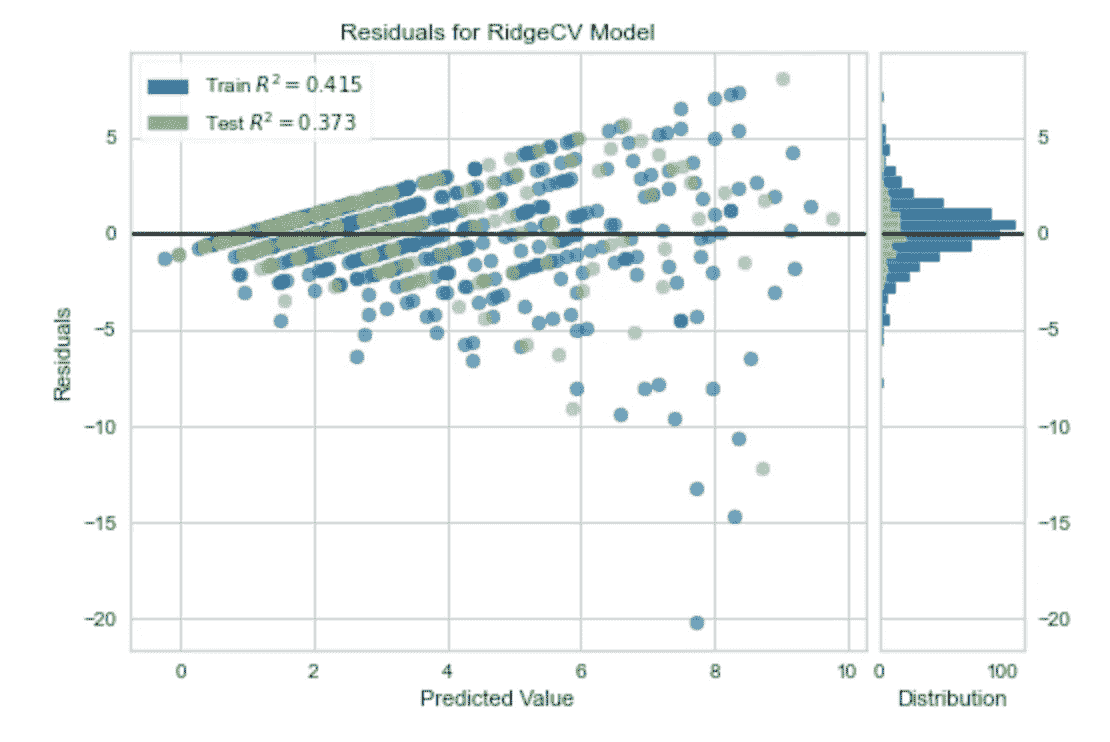 Residuals for RidgeCV Model
Train R² = 0.415
Test R² = 0.373
Residuals
5
0
−5
−10
−15
−20
0 2 4 6 8 10
Predicted Value
5
0
−5
−10
−15
−20
0 100
Distribution